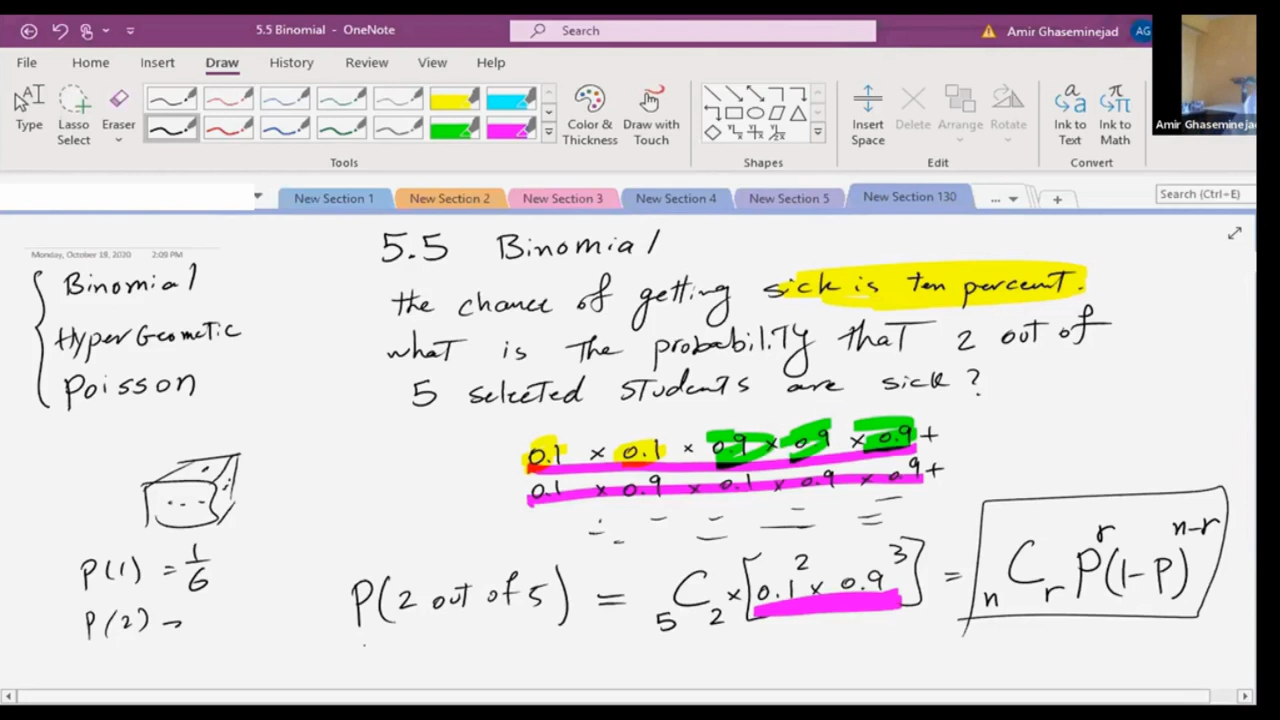 5.5 Binomial - OneNote
Search
Amir Ghaseminejad
AG
File Home Insert Draw History Review View Help
Type
Lasso Select
Eraser
Color & Thickness
Draw with Touch
Insert Space
Delete
Arrange
Rotate
Ink to Text
Ink to Math
Amir Ghaseminejad
Tools
Shapes
Edit
Convert
New Section 1
New Section 2
New Section 3
New Section 4
New Section 5
New Section 130
...
Search (Ctrl+E)
Monday, October 19, 2020 2:09 PM
Binomial
HyperGeometic
Poisson
5.5 Binomial
the chance of getting sick is ten percent.
what is the probability that 2 out of
5 selected students are sick?
0.1 × 0.1 × 0.9 × 0.9 × 0.9 +
0.1 × 0.9 × 0.1 × 0.9 × 0.9 +
P(1) = 1/6
P(2) =
P(2 out of 5) = ₅C₂ × [0.1² × 0.9³] = ₙCᵣ Pʳ(1-P)ⁿ⁻ʳ